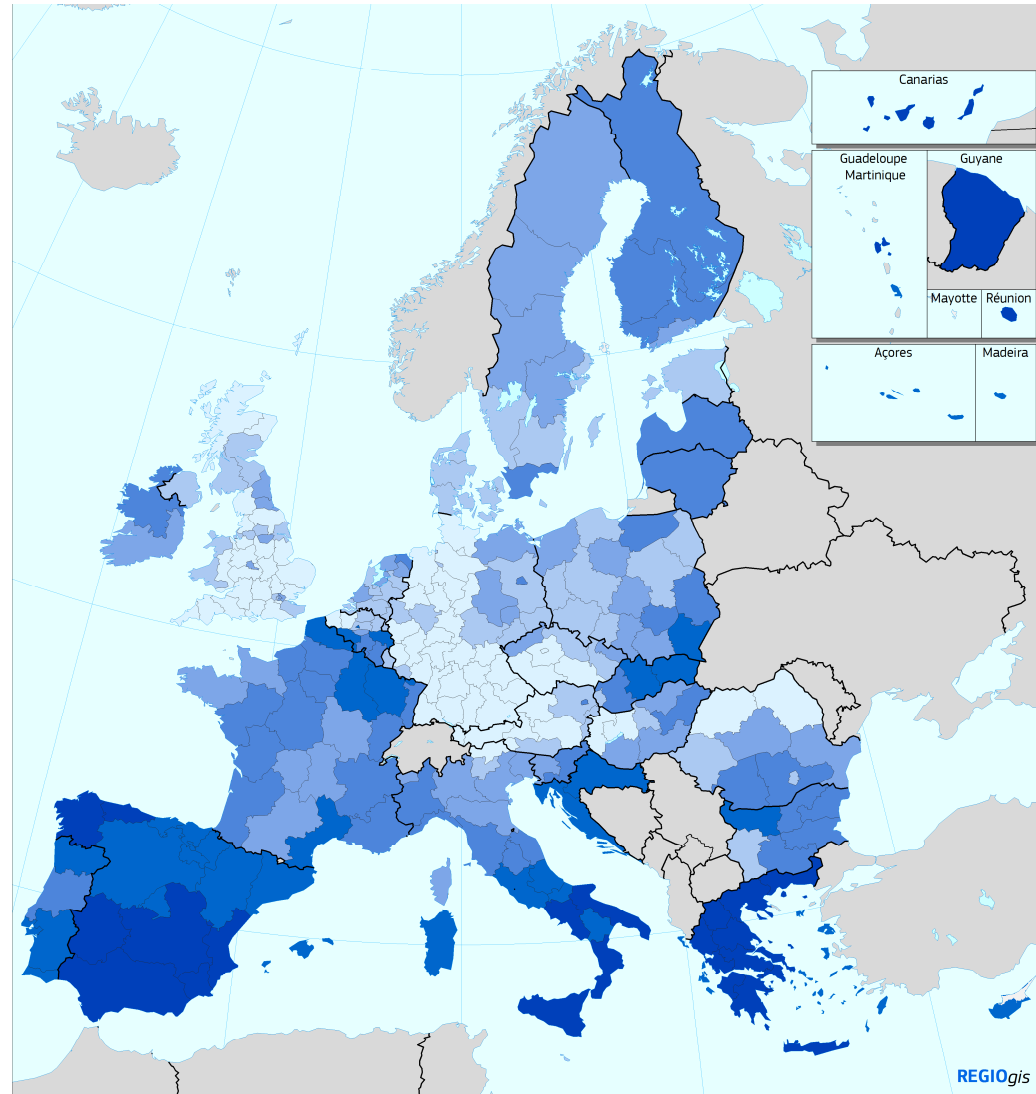 Canarias
Guadeloupe
Martinique
Guyane
Mayotte
Réunion
Açores
Madeira
REGIOgis